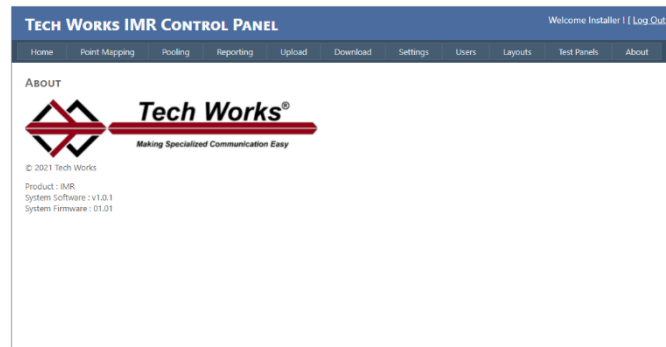 TECH WORKS IMR CONTROL PANEL
Welcome Installer ! [ Log Out
Home Point Mapping Pooling Reporting Upload Download Settings Users Layouts Test Panels About
ABOUT
Tech Works®
Making Specialized Communication Easy
© 2021 Tech Works
Product : IMR
System Software : v1.0.1
System Firmware : 01.01